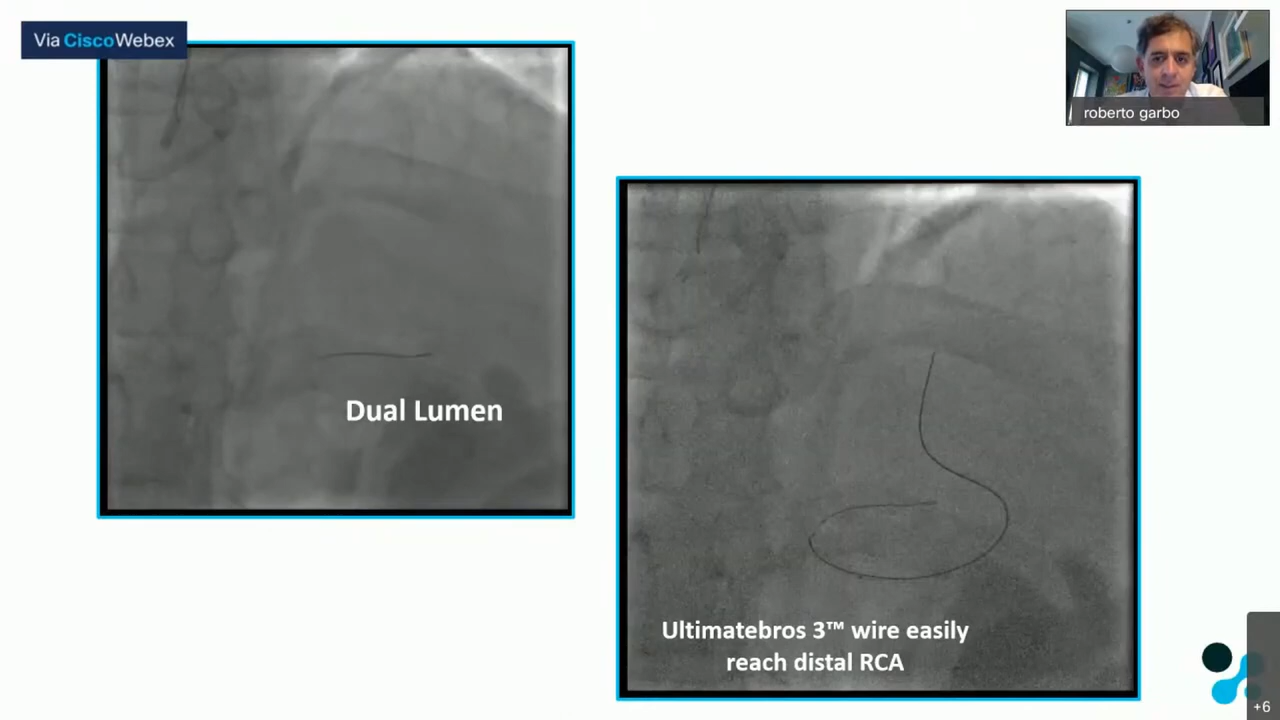 Via CiscoWebex
roberto garbo
Dual Lumen
Ultimatebros 3™ wire easily
reach distal RCA
+6